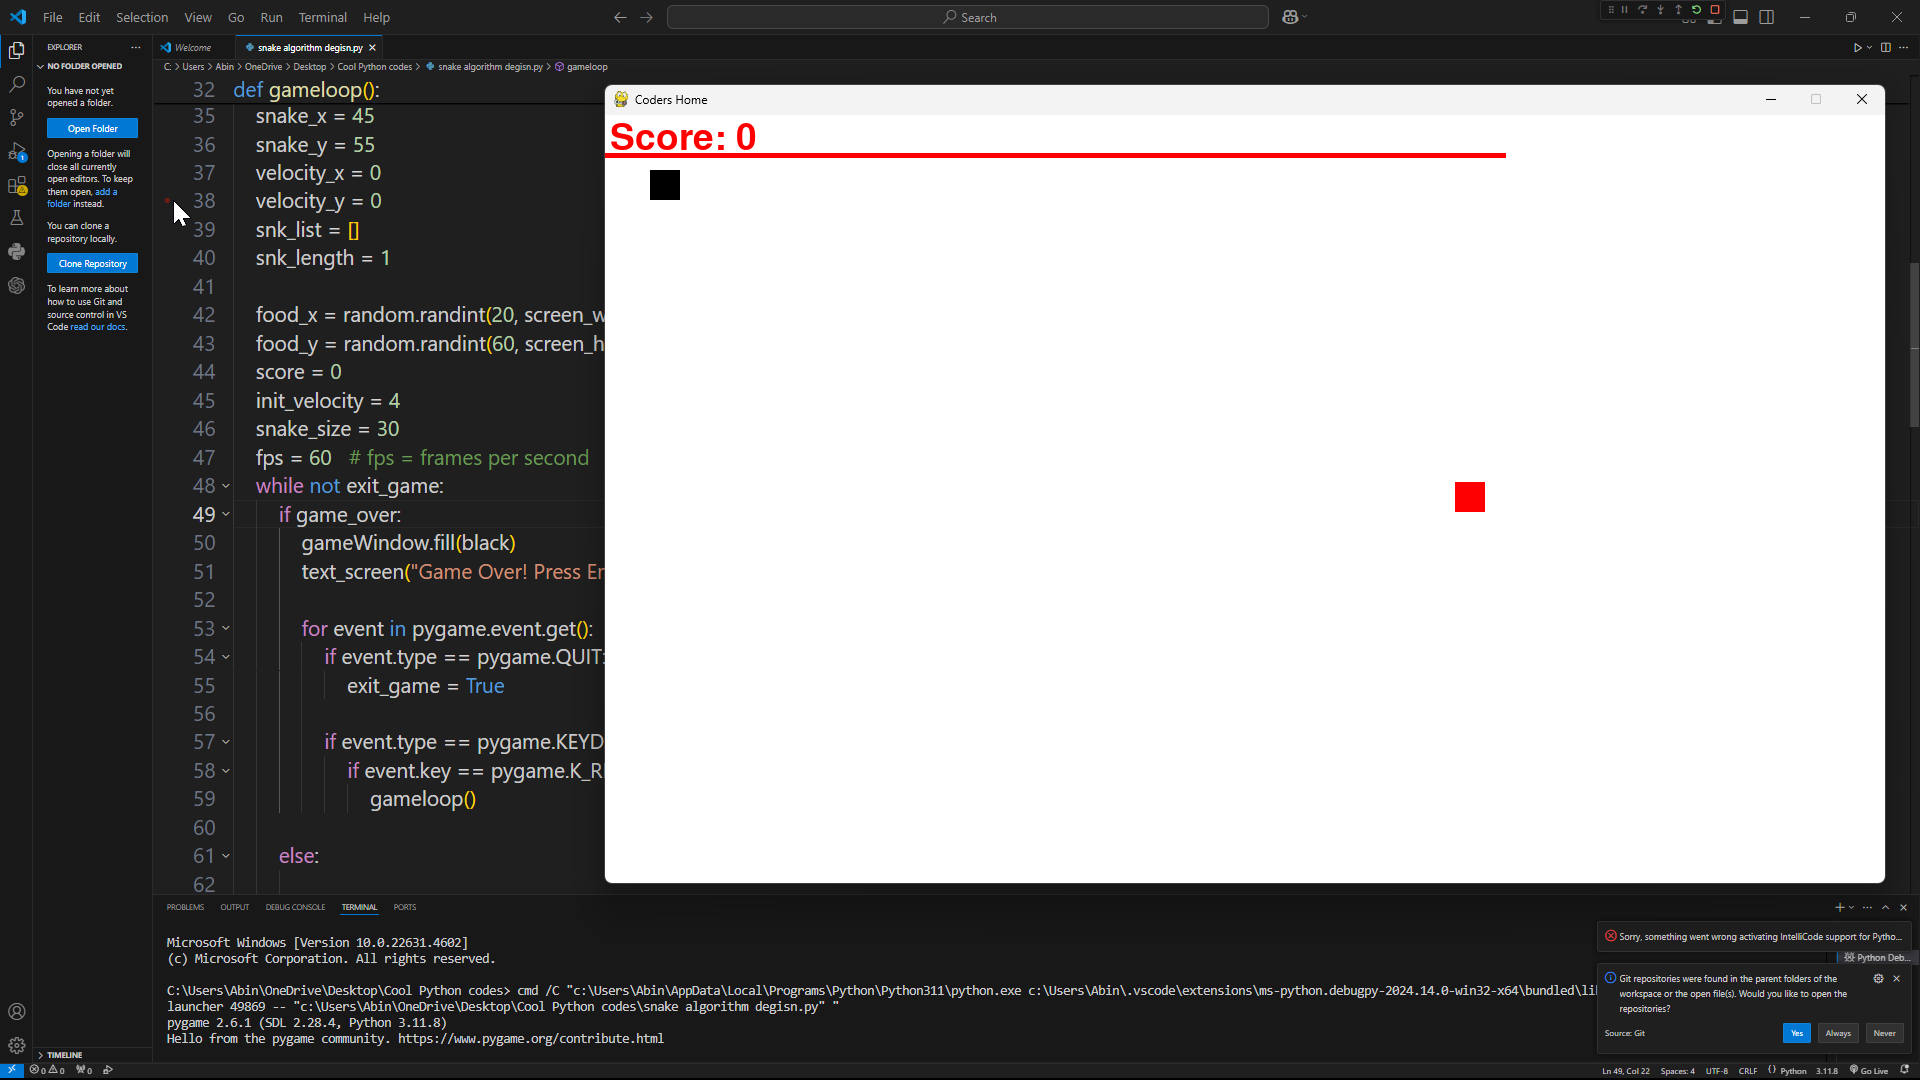 File Edit Selection View Go Run Terminal Help
Search
EXPLORER
Welcome
snake algorithm degisn.py
NO FOLDER OPENED
C: > Users > Abin > OneDrive > Desktop > Cool Python codes > snake algorithm degisn.py > gameloop
You have not yet
opened a folder.
Open Folder
Opening a folder will
close all currently
open editors. To keep
them open, add a
folder instead.
You can clone a
repository locally.
Clone Repository
To learn more about
how to use Git and
source control in VS
Code read our docs.
TIMELINE
32 def gameloop():
35 snake_x = 45
36 snake_y = 55
37 velocity_x = 0
38 velocity_y = 0
39 snk_list = []
40 snk_length = 1
41
42 food_x = random.randint(20, screen_w
43 food_y = random.randint(60, screen_h
44 score = 0
45 init_velocity = 4
46 snake_size = 30
47 fps = 60 # fps = frames per second
48 while not exit_game:
49 if game_over:
50 gameWindow.fill(black)
51 text_screen("Game Over! Press En
52
53 for event in pygame.event.get():
54 if event.type == pygame.QUIT:
55 exit_game = True
56
57 if event.type == pygame.KEYD
58 if event.key == pygame.K_RE
59 gameloop()
60
61 else:
62
Coders Home
Score: 0
PROBLEMS OUTPUT DEBUG CONSOLE TERMINAL PORTS
Microsoft Windows [Version 10.0.22631.4602]
(c) Microsoft Corporation. All rights reserved.
C:\Users\Abin\OneDrive\Desktop\Cool Python codes> cmd /C "c:\Users\Abin\AppData\Local\Programs\Python\Python311\python.exe c:\Users\Abin\.vscode\extensions\ms-python.debugpy-2024.14.0-win32-x64\bundled\li
launcher 49869 -- "c:\Users\Abin\OneDrive\Desktop\Cool Python codes\snake algorithm degisn.py" "
pygame 2.6.1 (SDL 2.28.4, Python 3.11.8)
Hello from the pygame community. https://www.pygame.org/contribute.html
Sorry, something went wrong activating IntelliCode support for Pytho...
Python Deb...
Git repositories were found in the parent folders of the
workspace or the open file(s). Would you like to open the
repositories?
Source: Git
Yes Always Never
0 0 0
Ln 49, Col 22 Spaces: 4 UTF-8 CRLF Python 3.11.8 Go Live